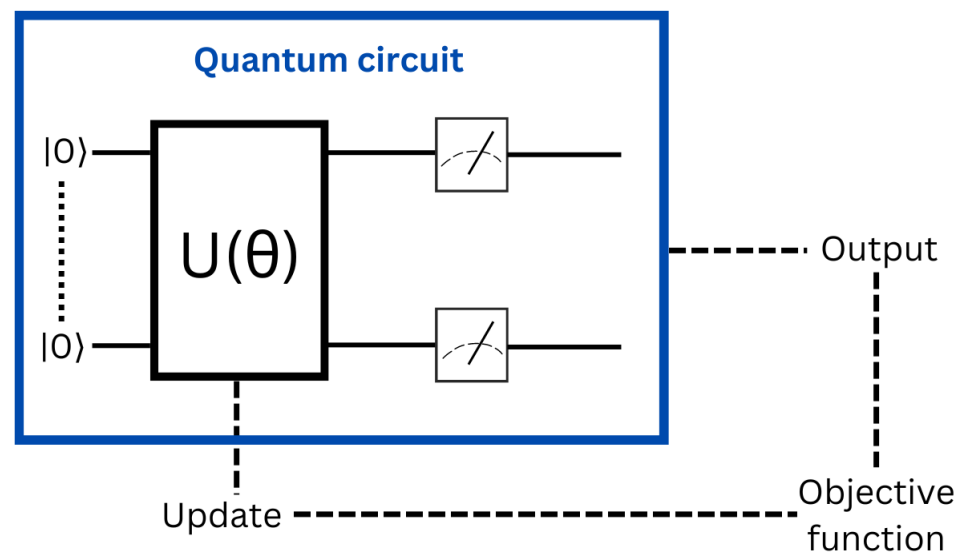 Quantum circuit
|0⟩
U(θ)
|0⟩
Output
Update
Objective
function